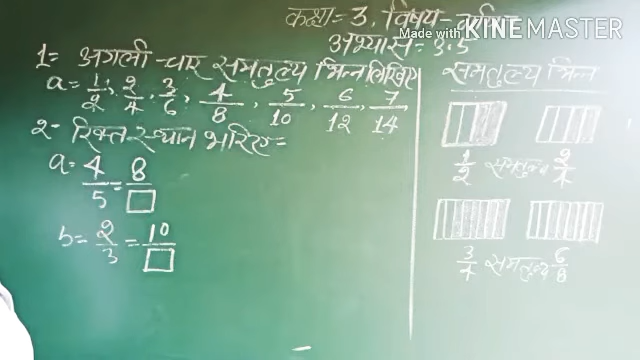 कक्षा = 3, विषय - गणित
Made with KINEMASTER
अभ्यास = 3.5
1= अगली चार समतुल्य भिन्न लिखिए
a = 1/2, 2/4, 3/6, 4/8, 5/10, 6/12, 7/14,
२= रिक्त स्थान भरिए=
a= 4/5 = 8/□
b= 2/3 = 10/□
समतुल्य भिन्न
1/2 समतुल्य 2/4
3/4 समतुल्य 6/8